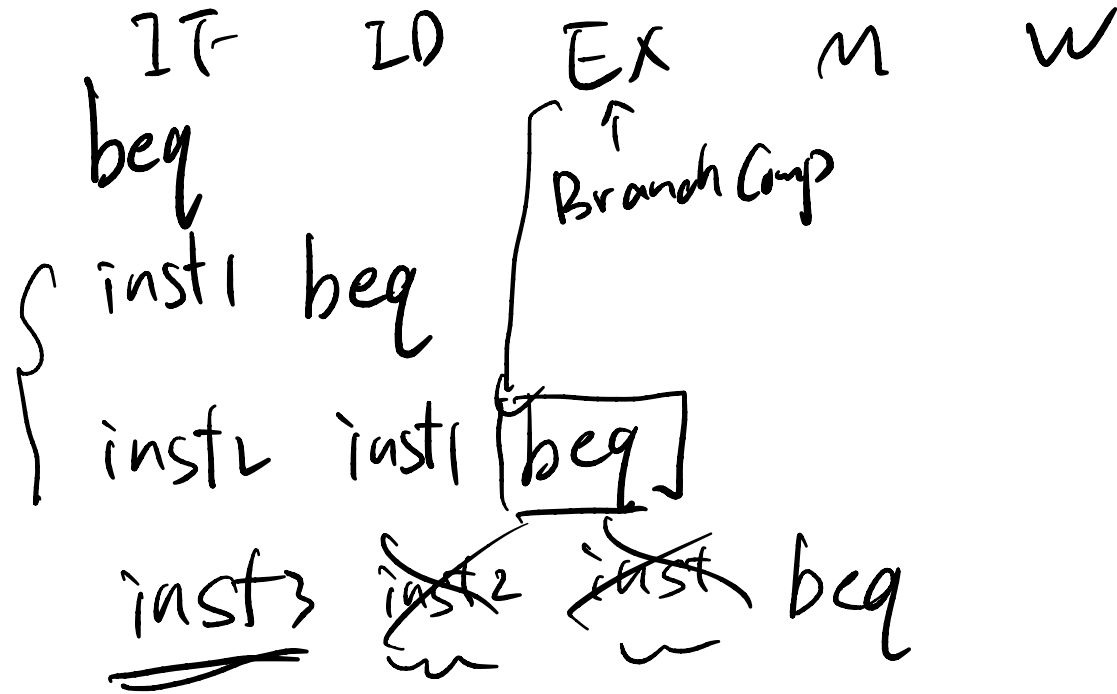 IF ID EX M W
beq
Branch Comp
inst1 beq
inst2 inst1 beq
inst3 inst2 inst beq